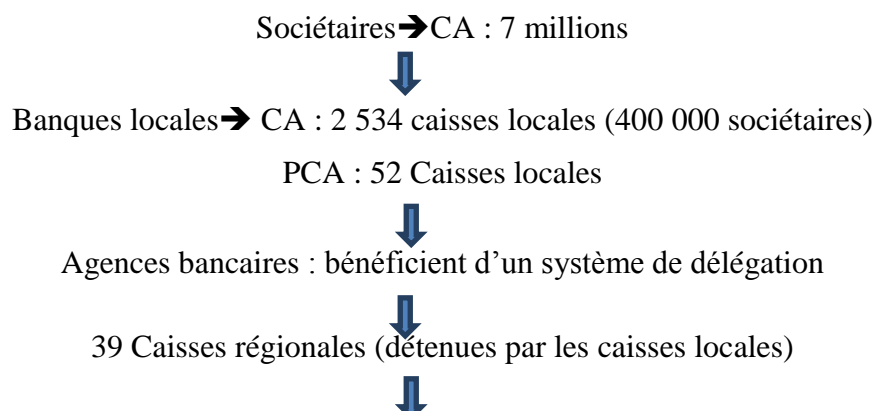 Sociétaires➔CA : 7 millions
Banques locales➔ CA : 2 534 caisses locales (400 000 sociétaires)
PCA : 52 Caisses locales
Agences bancaires : bénéficient d’un système de délégation
39 Caisses régionales (détenues par les caisses locales)